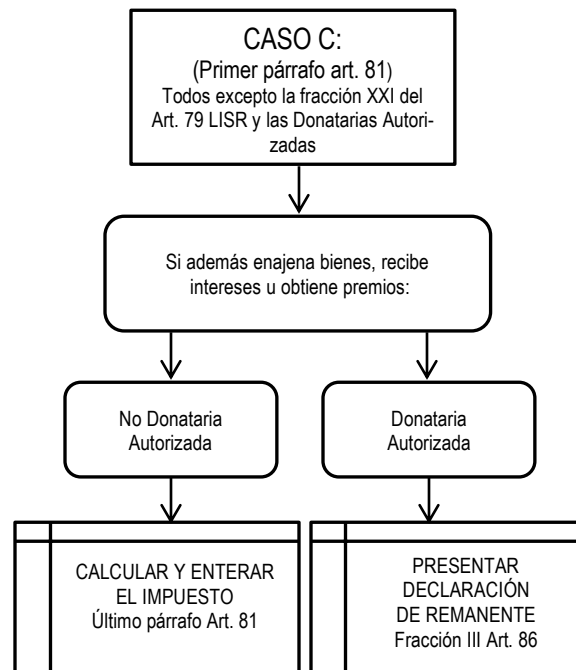 CASO C:
(Primer párrafo art. 81)
Todos excepto la fracción XXI del
Art. 79 LISR y las Donatarias Autori-
zadas
Si además enajena bienes, recibe
intereses u obtiene premios:
No Donataria
Autorizada
Donataria
Autorizada
CALCULAR Y ENTERAR
EL IMPUESTO
Último párrafo Art. 81
PRESENTAR
DECLARACIÓN
DE REMANENTE
Fracción III Art. 86